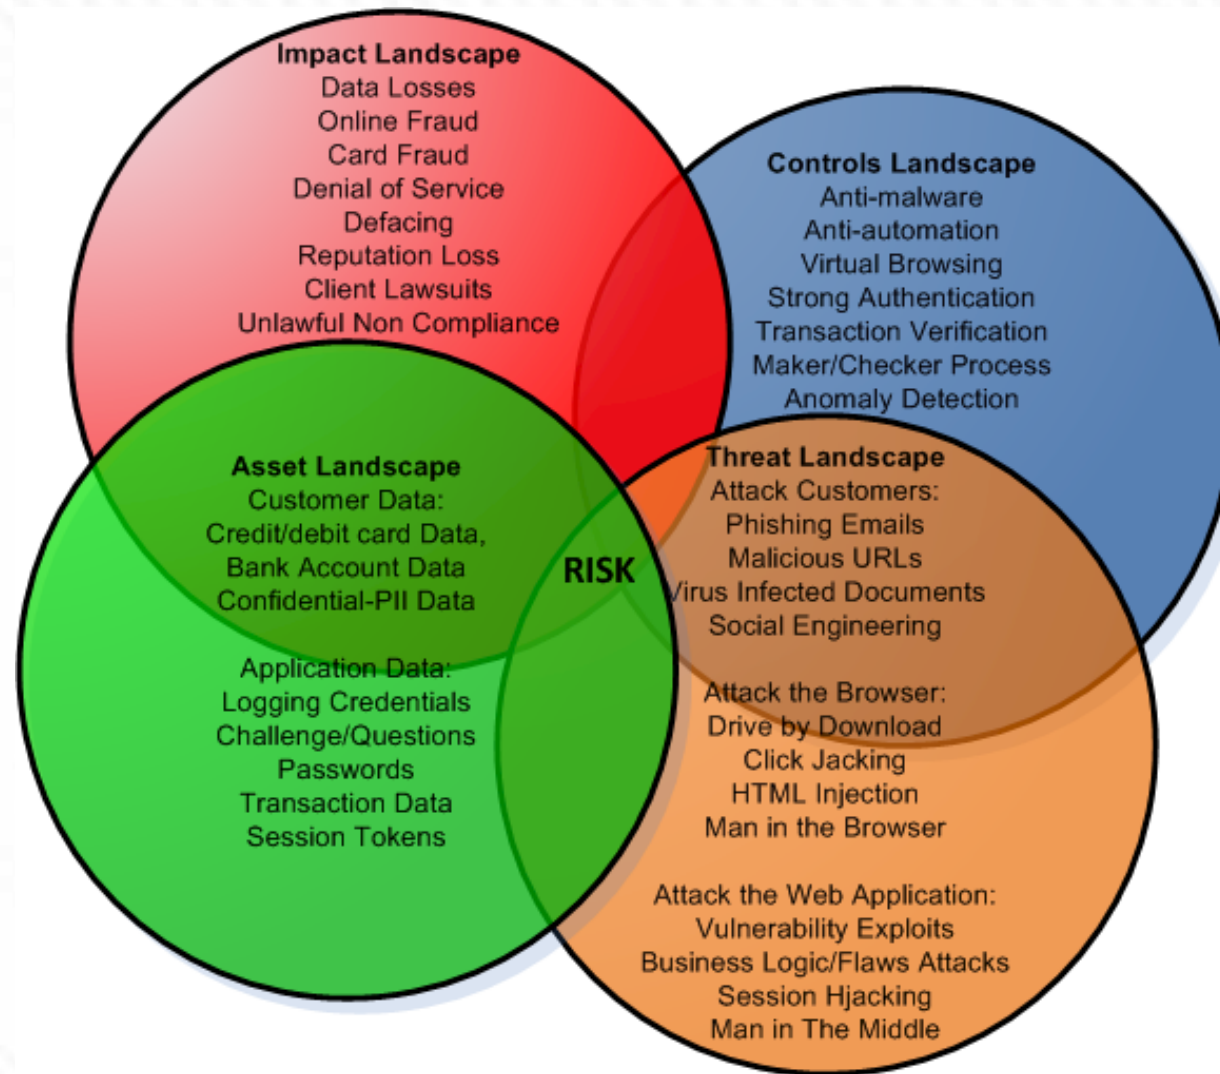 Impact Landscape
Data Losses
Online Fraud
Card Fraud
Denial of Service
Defacing
Reputation Loss
Client Lawsuits
Unlawful Non Compliance
Controls Landscape
Anti-malware
Anti-automation
Virtual Browsing
Strong Authentication
Transaction Verification
Maker/Checker Process
Anomaly Detection
Asset Landscape
Customer Data:
Credit/debit card Data,
Bank Account Data
Confidential-PII Data
Application Data:
Logging Credentials
Challenge/Questions
Passwords
Transaction Data
Session Tokens
RISK
Threat Landscape
Attack Customers:
Phishing Emails
Malicious URLs
Virus Infected Documents
Social Engineering
Attack the Browser:
Drive by Download
Click Jacking
HTML Injection
Man in the Browser
Attack the Web Application:
Vulnerability Exploits
Business Logic/Flaws Attacks
Session Hjacking
Man in The Middle